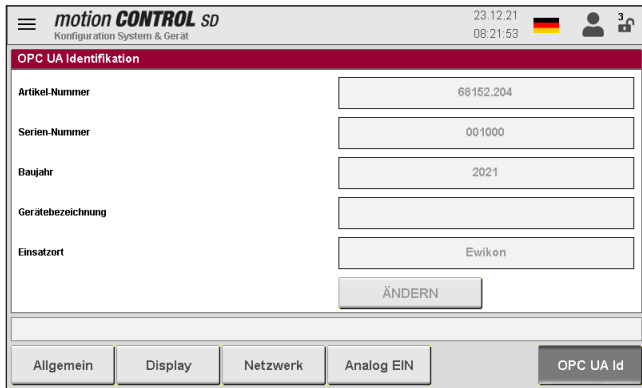 motion CONTROL SD
Konfiguration System & Gerät
23.12.21
08:21:53
3
OPC UA Identifikation
Artikel-Nummer
68152.204
Serien-Nummer
001000
Baujahr
2021
Gerätebezeichnung
Einsatzort
Ewikon
ÄNDERN
Allgemein
Display
Netzwerk
Analog EIN
OPC UA Id